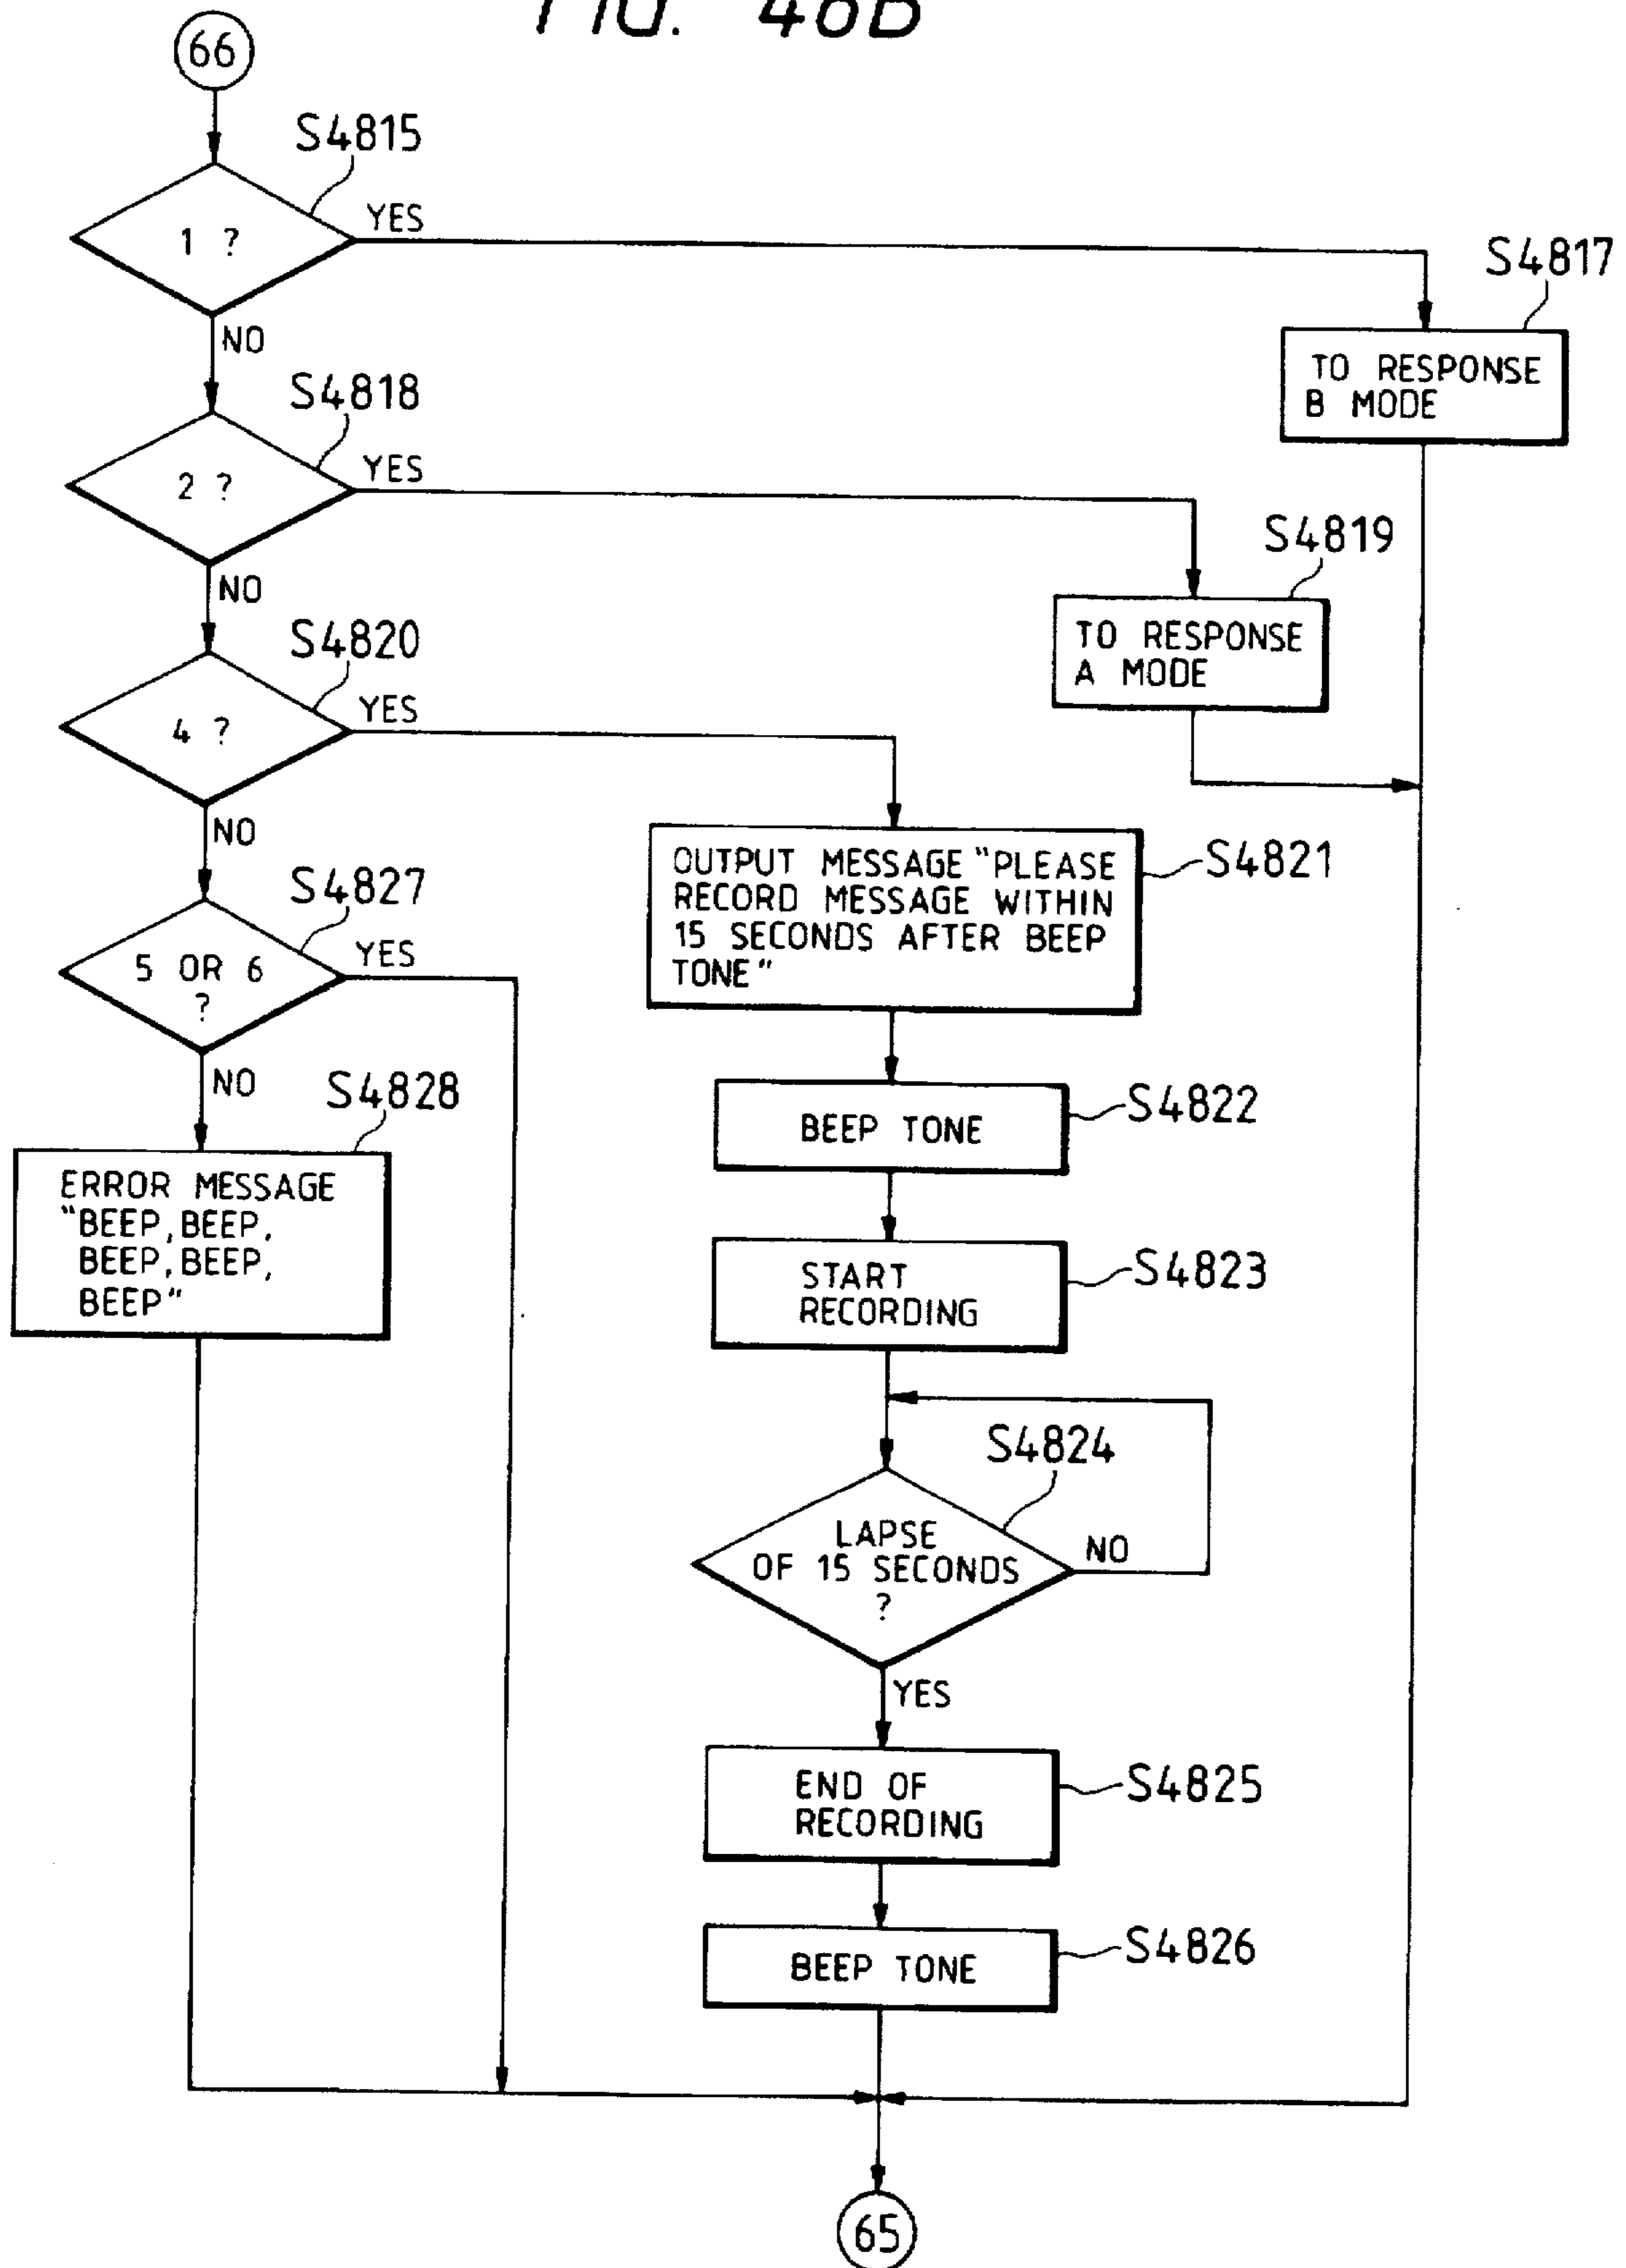 FIG. 46B
66
S4815
1 ?
YES
NO
S4817
TO RESPONSE
B MODE
S4818
2 ?
YES
NO
S4819
TO RESPONSE
A MODE
S4820
4 ?
YES
NO
S4821
OUTPUT MESSAGE "PLEASE
RECORD MESSAGE WITHIN
15 SECONDS AFTER BEEP
TONE"
S4827
5 OR 6
?
YES
NO
S4828
ERROR MESSAGE
"BEEP, BEEP,
BEEP, BEEP,
BEEP"
S4822
BEEP TONE
S4823
START
RECORDING
S4824
LAPSE
OF 15 SECONDS
?
NO
YES
S4825
END OF
RECORDING
S4826
BEEP TONE
65